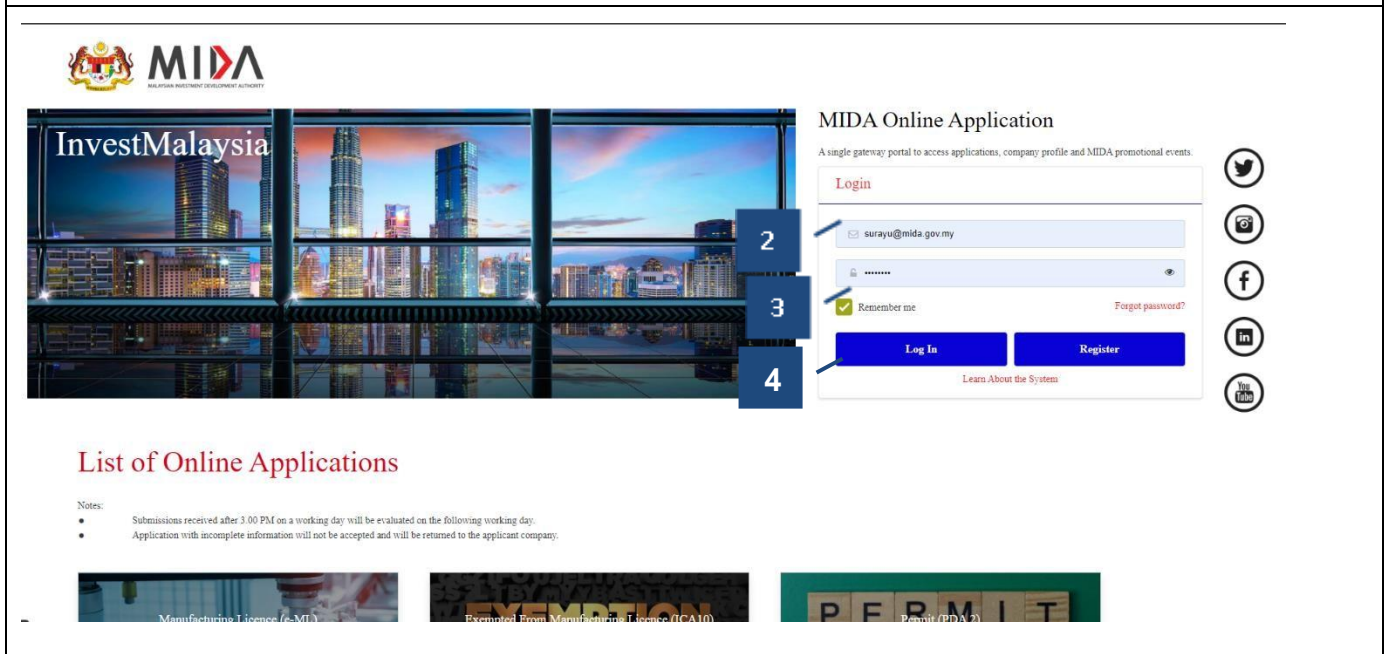 MIDA
MALAYSIAN INVESTMENT DEVELOPMENT AUTHORITY
InvestMalaysia
MIDA Online Application
A single gateway portal to access applications, company profile and MIDA promotional events.
Login
2
surayu@mida.gov.my
3
••••••••
Remember me Forgot password?
4
Log In Register
Learn About the System
You
Tube
List of Online Applications
Notes:
• Submissions received after 3.00 PM on a working day will be evaluated on the following working day.
• Application with incomplete information will not be accepted and will be returned to the applicant company.
Manufacturing Licence (e-ML) Exempted From Manufacturing Licence (ICA10) Permit (PDA 2)
EXEMPTION
PERMIT